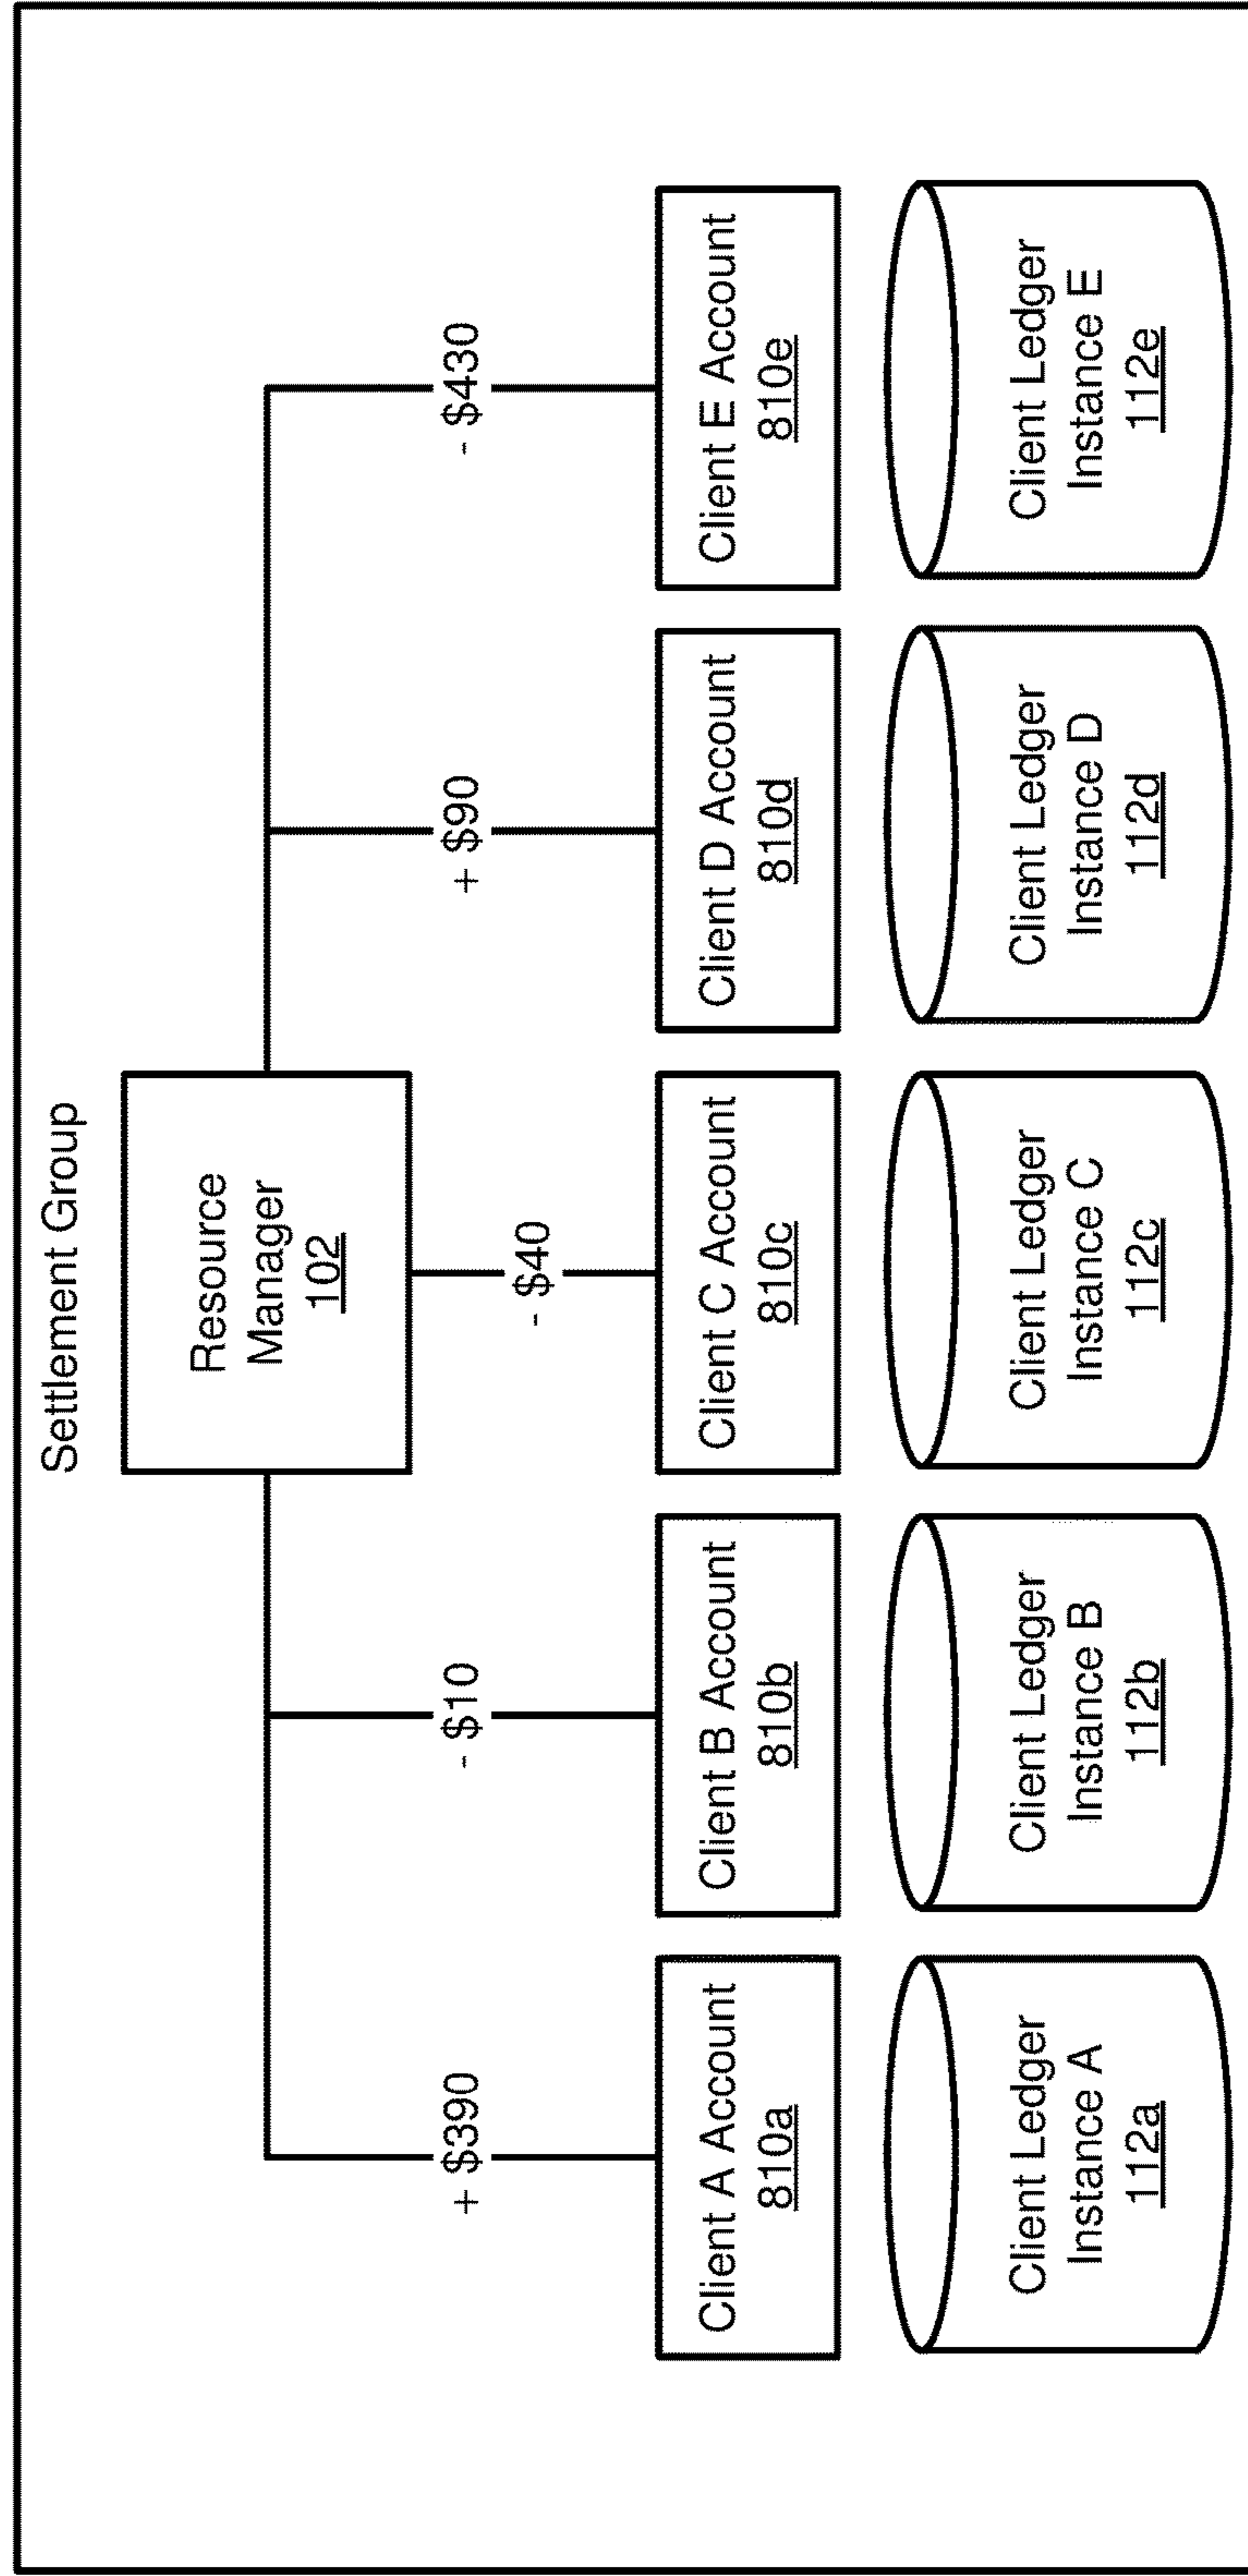 Settlement Group
Resource
Manager
102
+ $390
- $10
- $40
+ $90
- $430
Client A Account
810a
Client B Account
810b
Client C Account
810c
Client D Account
810d
Client E Account
810e
Client Ledger
Instance A
112a
Client Ledger
Instance B
112b
Client Ledger
Instance C
112c
Client Ledger
Instance D
112d
Client Ledger
Instance E
112e